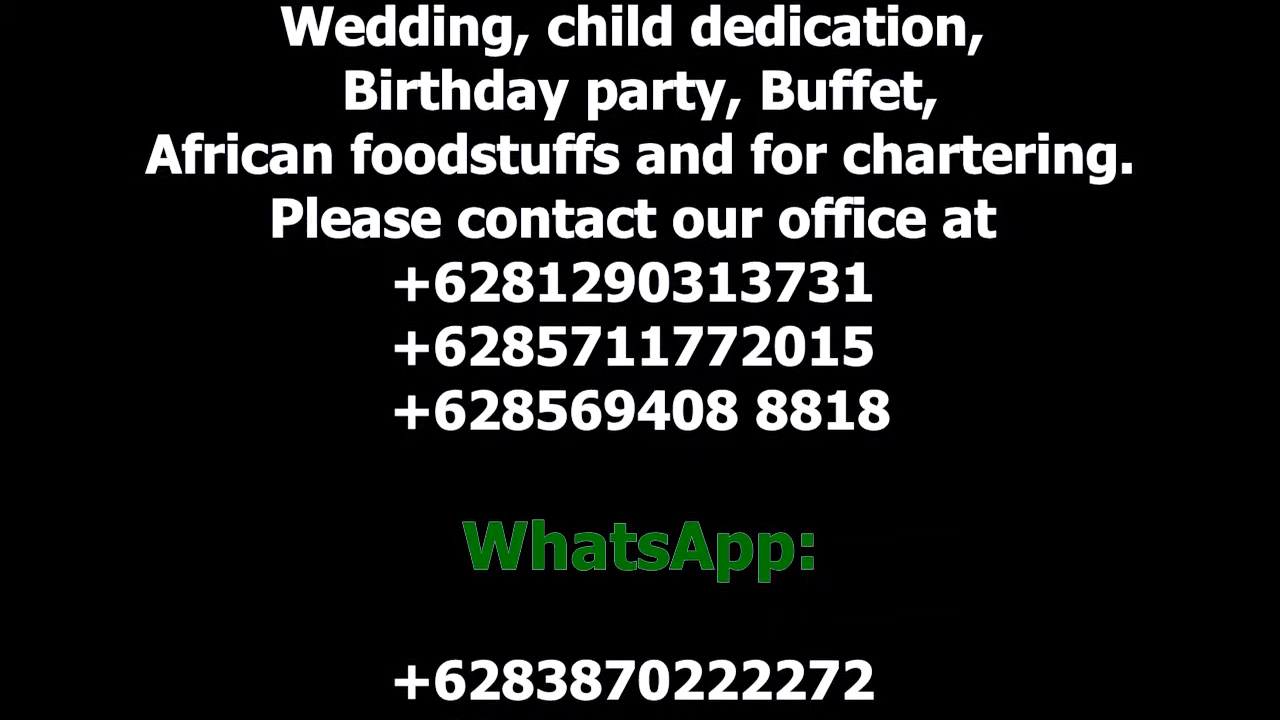 Wedding, child dedication,
Birthday party, Buffet,
African foodstuffs and for chartering.
Please contact our office at
+6281290313731
+6285711772015
+628569408 8818
WhatsApp:
+6283870222272